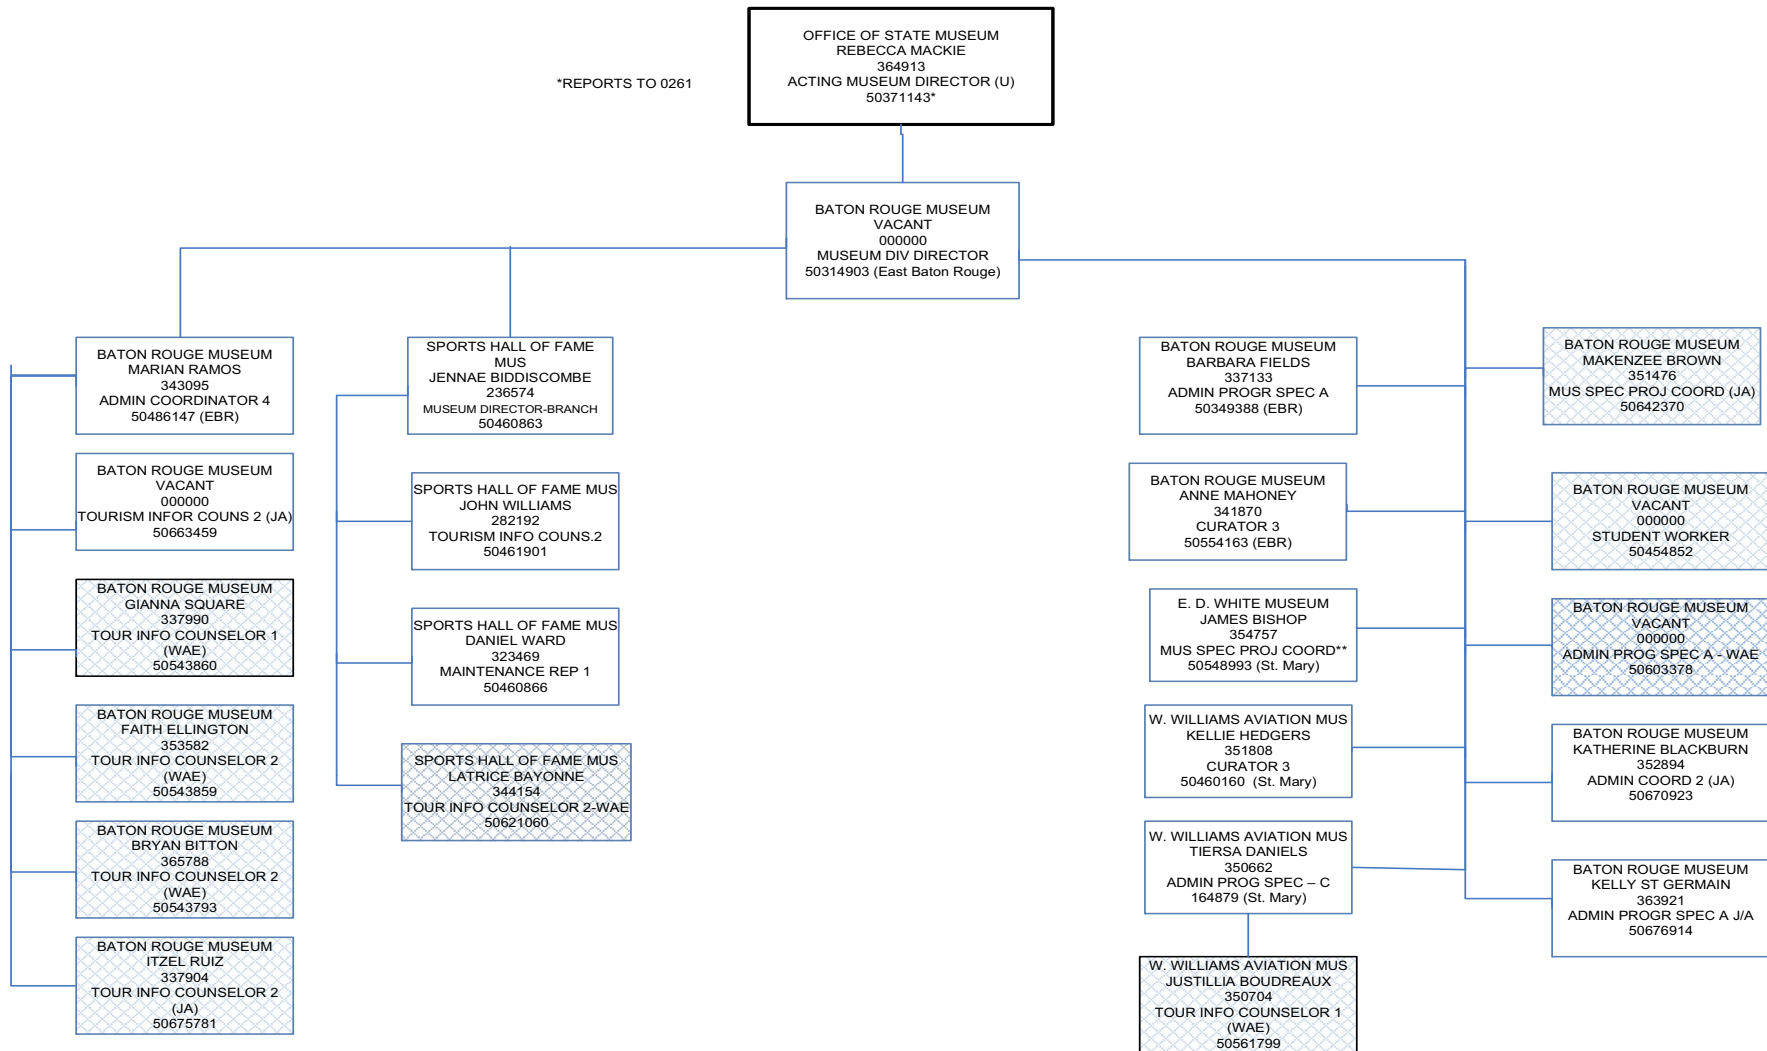 OFFICE OF STATE MUSEUM
REBECCA MACKIE
364913
ACTING MUSEUM DIRECTOR (U)
50371143*
*REPORTS TO 0261
BATON ROUGE MUSEUM
VACANT
000000
MUSEUM DIV DIRECTOR
50314903 (East Baton Rouge)
BATON ROUGE MUSEUM
MARIAN RAMOS
343095
ADMIN COORDINATOR 4
50486147 (EBR)
BATON ROUGE MUSEUM
VACANT
000000
TOURISM INFOR COUNS 2 (JA)
50663459
BATON ROUGE MUSEUM
GIANNA SQUARE
337990
TOUR INFO COUNSELOR 1
(WAE)
50543860
BATON ROUGE MUSEUM
FAITH ELLINGTON
353582
TOUR INFO COUNSELOR 2
(WAE)
50543859
BATON ROUGE MUSEUM
BRYAN BITTON
365788
TOUR INFO COUNSELOR 2
(WAE)
50543793
BATON ROUGE MUSEUM
ITZEL RUIZ
337904
TOUR INFO COUNSELOR 2
(JA)
50675781
SPORTS HALL OF FAME
MUS
JENNAE BIDDISCOMBE
236574
MUSEUM DIRECTOR-BRANCH
50460863
SPORTS HALL OF FAME MUS
JOHN WILLIAMS
282192
TOURISM INFO COUNS.2
50461901
SPORTS HALL OF FAME MUS
DANIEL WARD
323469
MAINTENANCE REP 1
50460866
SPORTS HALL OF FAME MUS
LATRICE BAYONNE
344154
TOUR INFO COUNSELOR 2-WAE
50621060
BATON ROUGE MUSEUM
BARBARA FIELDS
337133
ADMIN PROGR SPEC A
50349388 (EBR)
BATON ROUGE MUSEUM
ANNE MAHONEY
341870
CURATOR 3
50554163 (EBR)
E. D. WHITE MUSEUM
JAMES BISHOP
354757
MUS SPEC PROJ COORD**
50548993 (St. Mary)
W. WILLIAMS AVIATION MUS
KELLIE HEDGERS
351808
CURATOR 3
50460160 (St. Mary)
W. WILLIAMS AVIATION MUS
TIERSA DANIELS
350662
ADMIN PROG SPEC – C
164879 (St. Mary)
W. WILLIAMS AVIATION MUS
JUSTILLIA BOUDREAUX
350704
TOUR INFO COUNSELOR 1
(WAE)
50561799
BATON ROUGE MUSEUM
MAKENZEE BROWN
351476
MUS SPEC PROJ COORD (JA)
50642370
BATON ROUGE MUSEUM
VACANT
000000
STUDENT WORKER
50454852
BATON ROUGE MUSEUM
VACANT
000000
ADMIN PROG SPEC A - WAE
50603378
BATON ROUGE MUSEUM
KATHERINE BLACKBURN
352894
ADMIN COORD 2 (JA)
50670923
BATON ROUGE MUSEUM
KELLY ST GERMAIN
363921
ADMIN PROGR SPEC A J/A
50676914